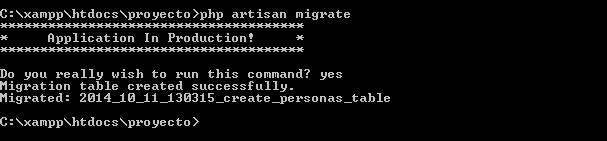 C:\xampp\htdocs\proyecto>php artisan migrate
**************************************
*     Application In Production!     *
**************************************
Do you really wish to run this command? yes
Migration table created successfully.
Migrated: 2014_10_11_130315_create_personas_table
C:\xampp\htdocs\proyecto>